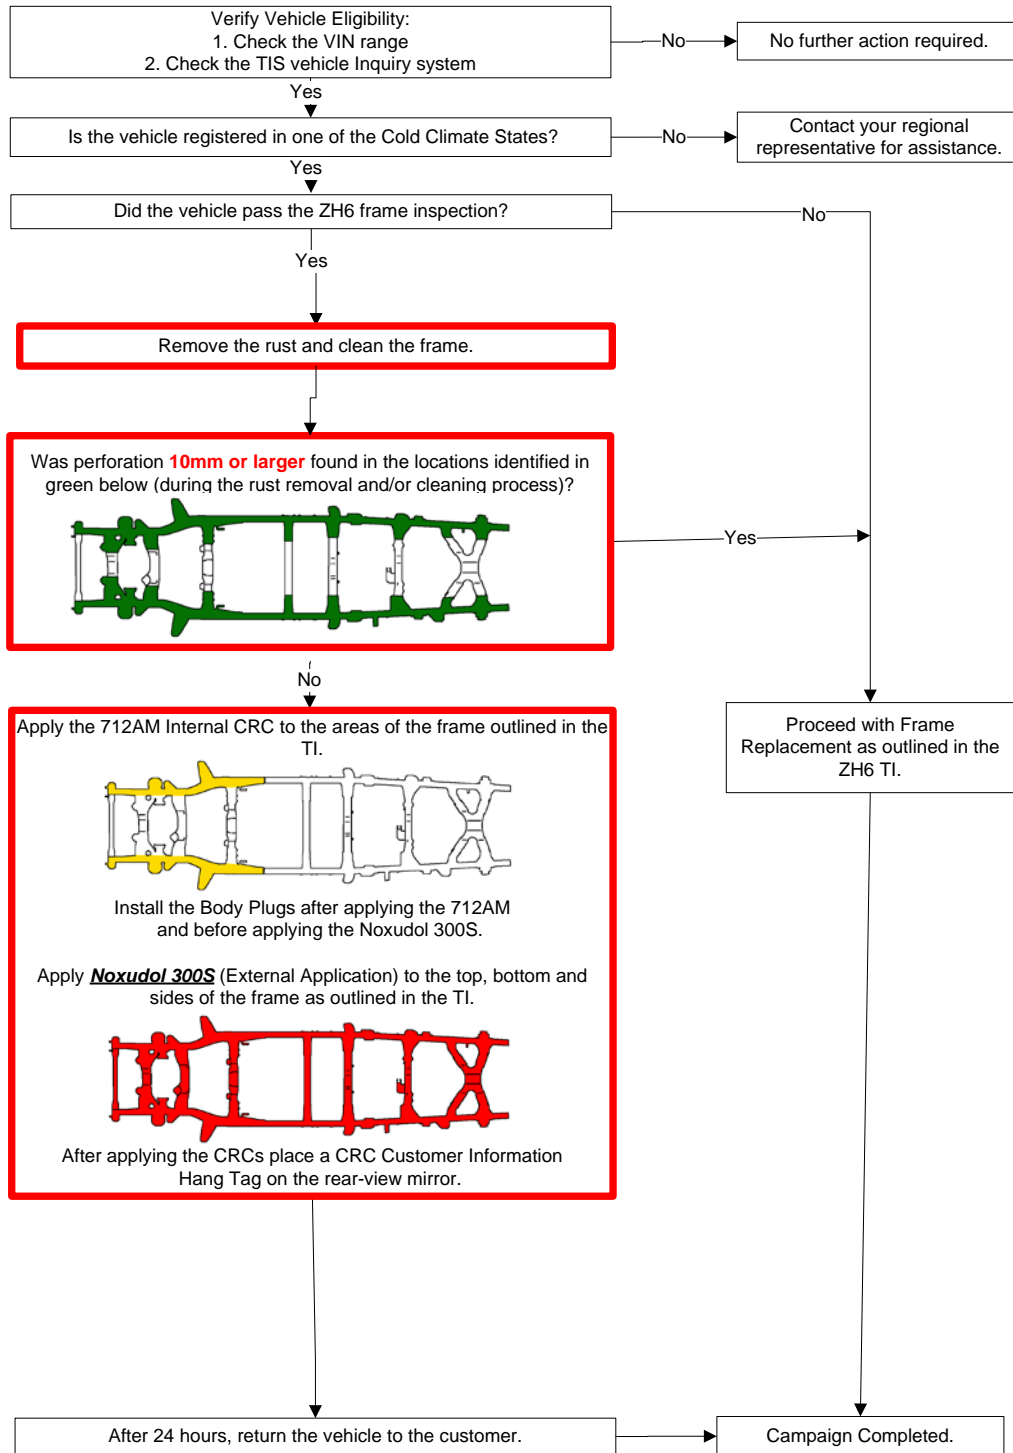 Verify Vehicle Eligibility:
1. Check the VIN range
2. Check the TIS vehicle Inquiry system
No
No further action required.
Yes
Is the vehicle registered in one of the Cold Climate States?
No
Contact your regional
representative for assistance.
Yes
Did the vehicle pass the ZH6 frame inspection?
No
Yes
Remove the rust and clean the frame.
Was perforation 10mm or larger found in the locations identified in
green below (during the rust removal and/or cleaning process)?
Yes
No
Apply the 712AM Internal CRC to the areas of the frame outlined in the
TI.
Install the Body Plugs after applying the 712AM
and before applying the Noxudol 300S.
Apply Noxudol 300S (External Application) to the top, bottom and
sides of the frame as outlined in the TI.
After applying the CRCs place a CRC Customer Information
Hang Tag on the rear-view mirror.
Proceed with Frame
Replacement as outlined in the
ZH6 TI.
After 24 hours, return the vehicle to the customer.
Campaign Completed.